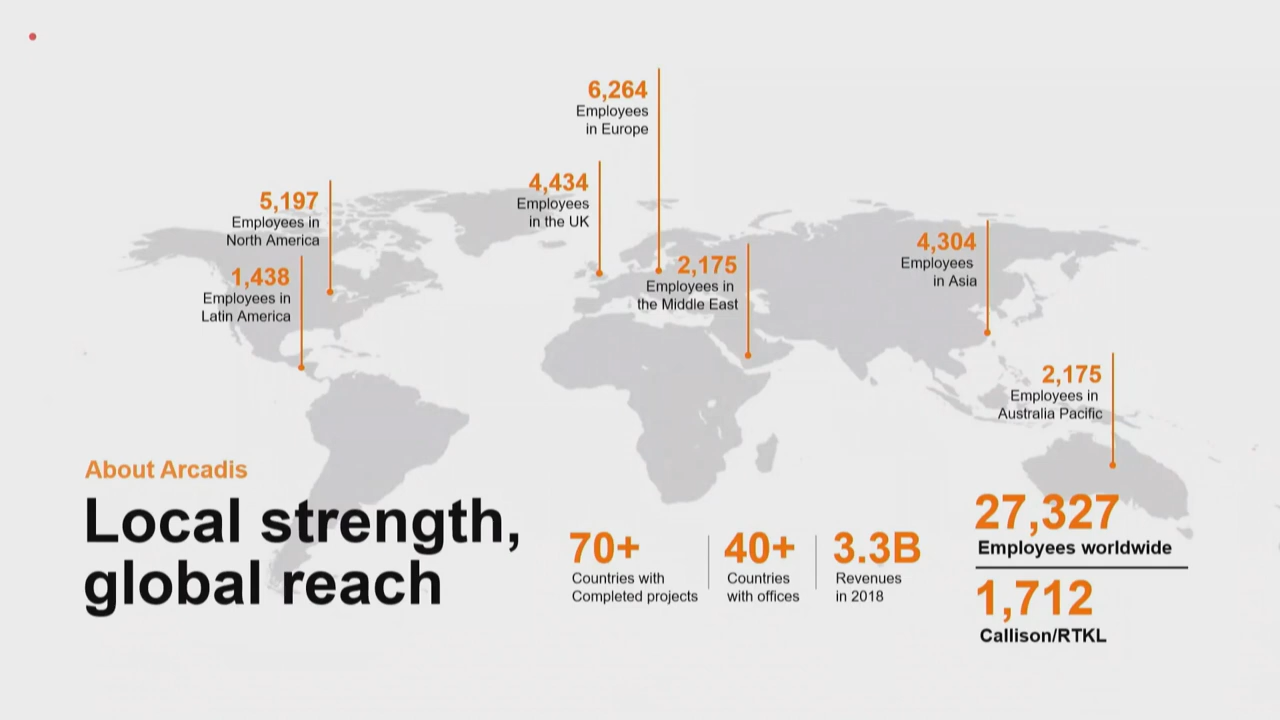 6,264
Employees
in Europe
4,434
Employees
in the UK
5,197
Employees in
North America
1,438
Employees in
Latin America
2,175
Employees in
the Middle East
4,304
Employees
in Asia
2,175
Employees in
Australia Pacific
About Arcadis
Local strength,
global reach
70+
Countries with
Completed projects
40+
Countries
with offices
3.3B
Revenues
in 2018
27,327
Employees worldwide
1,712
Callison/RTKL